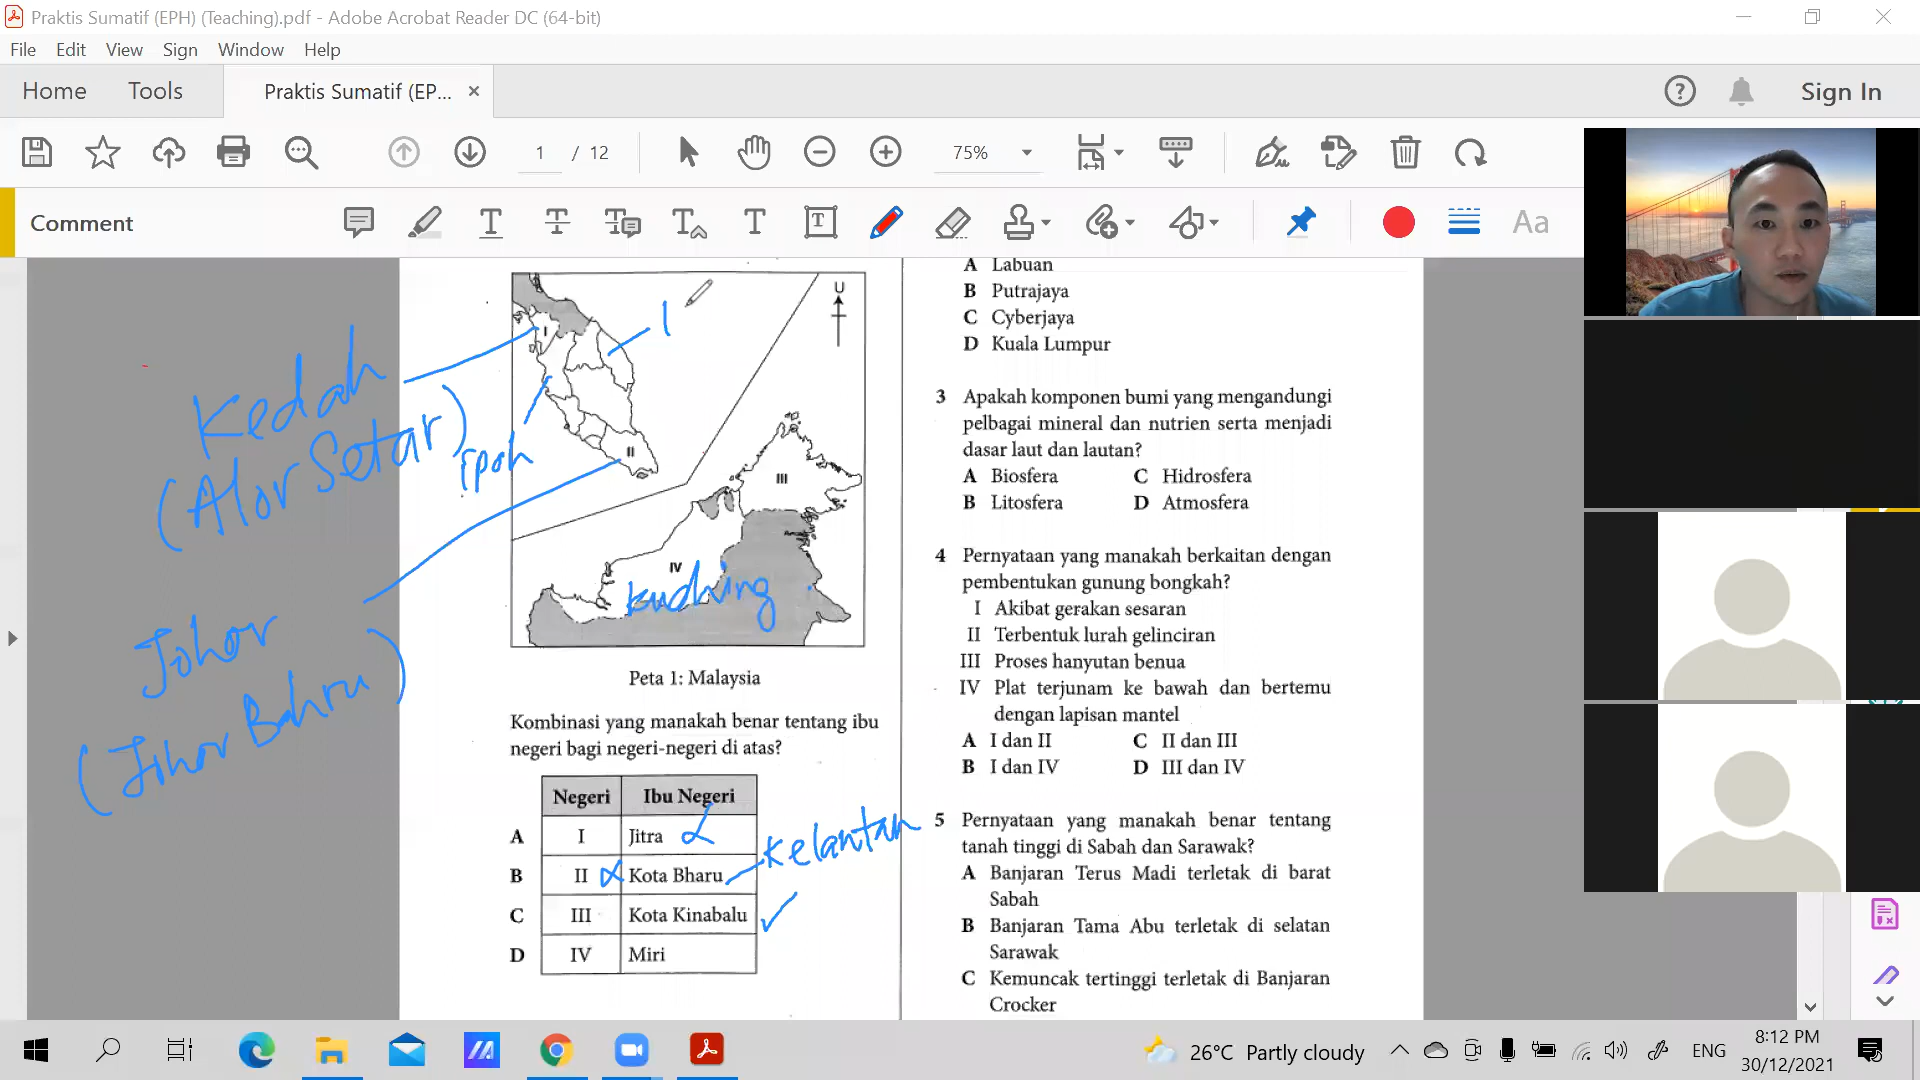 Praktis Sumatif (EPH) (Teaching).pdf - Adobe Acrobat Reader DC (64-bit)
File Edit View Sign Window Help
Home Tools Praktis Sumatif (EP... × Sign In
1 / 12 75%
Comment
Aa
U
I
II
III
IV
Kedah
(Alor Setar)
Ipoh
Johor
(Johor Bahru)
Kuching
Peta 1: Malaysia
Kombinasi yang manakah benar tentang ibu
negeri bagi negeri-negeri di atas?
Negeri Ibu Negeri
A I Jitra
B II Kota Bharu Kelantan
C III Kota Kinabalu
D IV Miri
A Labuan
B Putrajaya
C Cyberjaya
D Kuala Lumpur
3 Apakah komponen bumi yang mengandungi
pelbagai mineral dan nutrien serta menjadi
dasar laut dan lautan?
A Biosfera C Hidrosfera
B Litosfera D Atmosfera
4 Pernyataan yang manakah berkaitan dengan
pembentukan gunung bongkah?
I Akibat gerakan sesaran
II Terbentuk lurah gelinciran
III Proses hanyutan benua
IV Plat terjunam ke bawah dan bertemu
dengan lapisan mantel
A I dan II C II dan III
B I dan IV D III dan IV
5 Pernyataan yang manakah benar tentang
tanah tinggi di Sabah dan Sarawak?
A Banjaran Terus Madi terletak di barat
Sabah
B Banjaran Tama Abu terletak di selatan
Sarawak
C Kemuncak tertinggi terletak di Banjaran
Crocker
26°C Partly cloudy ENG 8:12 PM
30/12/2021